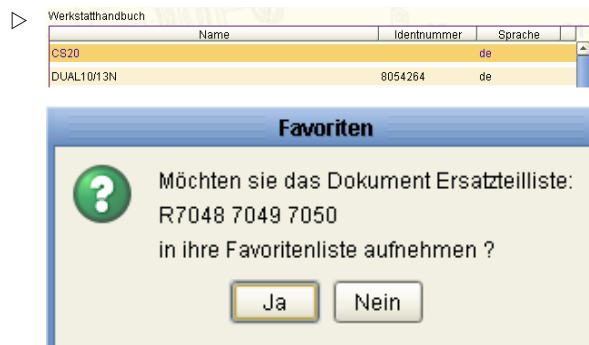 Werkstatthandbuch
Name Identnummer Sprache
CS20 de
DUAL10/13N 8054264 de
Favoriten
Möchten sie das Dokument Ersatzteilliste:
R7048 7049 7050
in ihre Favoritenliste aufnehmen ?
Ja Nein